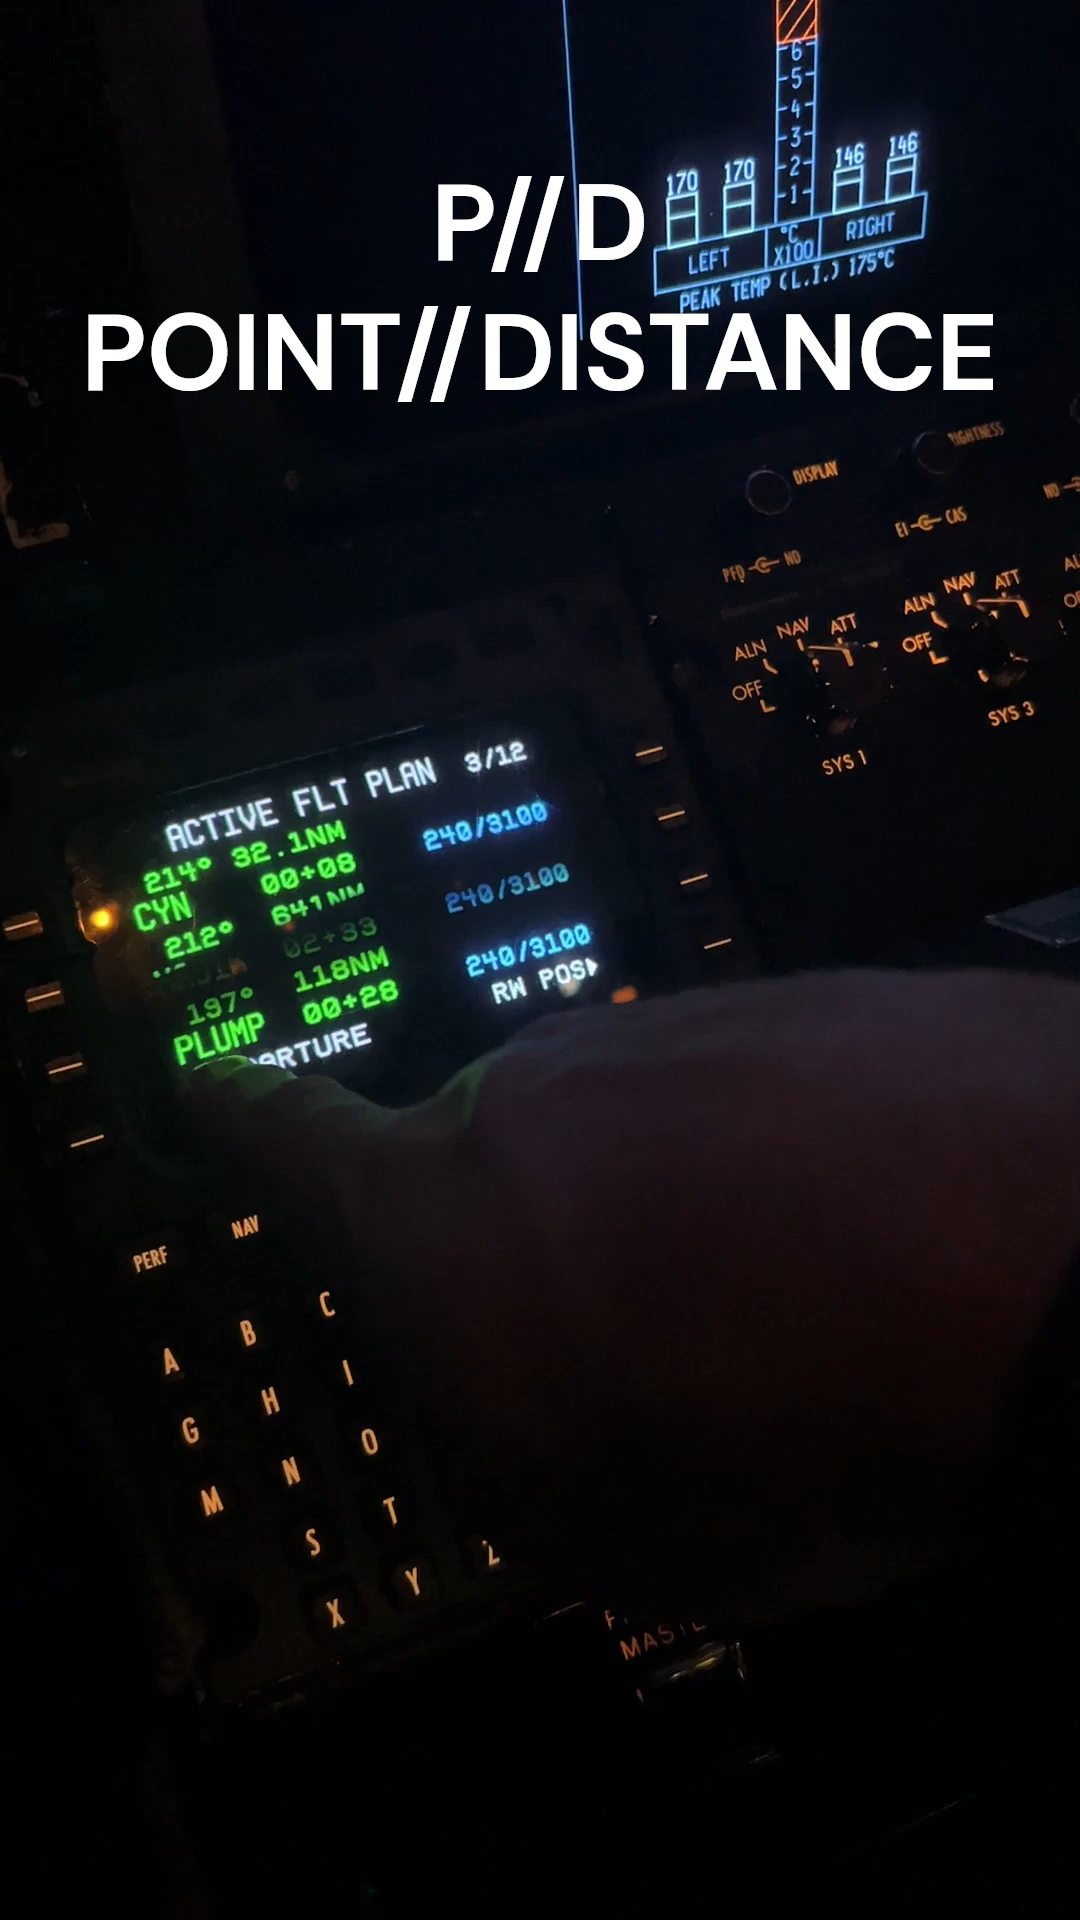 6
5
4
3
2
1
170 170 146 146
LEFT °C X100 RIGHT
PEAK TEMP (L.I.) 175°C
P//D
POINT//DISTANCE
DISPLAY
PFD ND
EI CAS
ND
ALN NAV ATT
OFF
SYS 1
ALN NAV ATT
OFF
SYS 3
ACTIVE FLT PLAN 3/12
214° 32.1NM 240/3100
CYN 00+08
212° 641NM 240/3100
02+33
197° 118NM 240/3100
PLUMP 00+28
RW POS
PERF NAV
A B C
G H I
M N O
S T
X Y Z